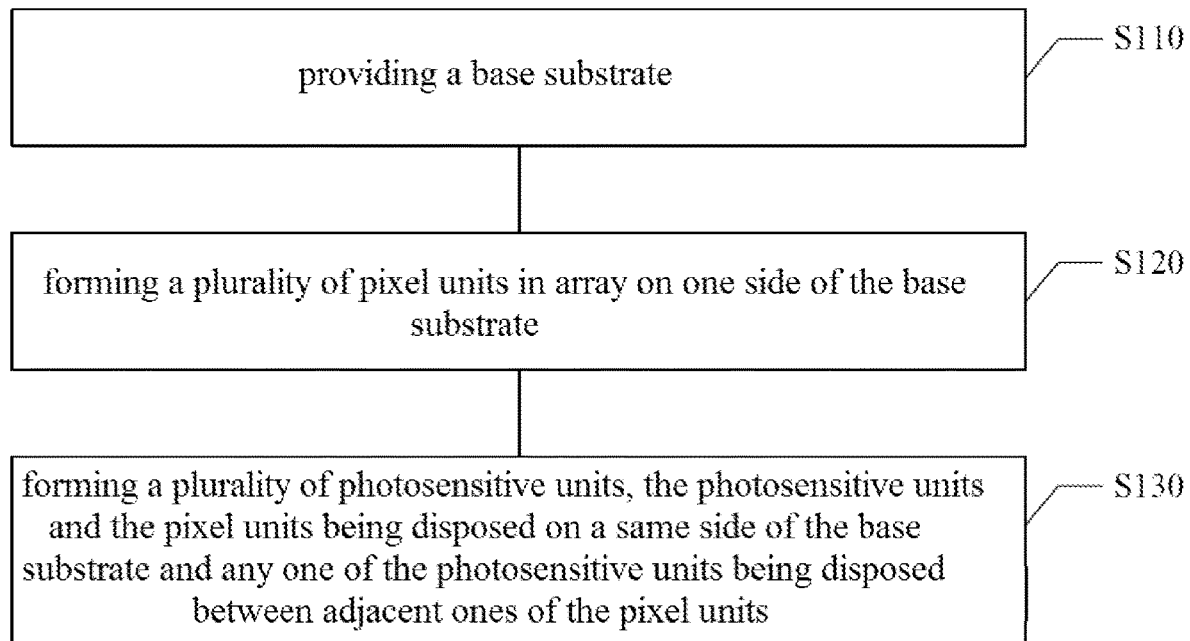 providing a base substrate
S110
forming a plurality of pixel units in array on one side of the base
substrate
S120
forming a plurality of photosensitive units, the photosensitive units
and the pixel units being disposed on a same side of the base
substrate and any one of the photosensitive units being disposed
between adjacent ones of the pixel units
S130